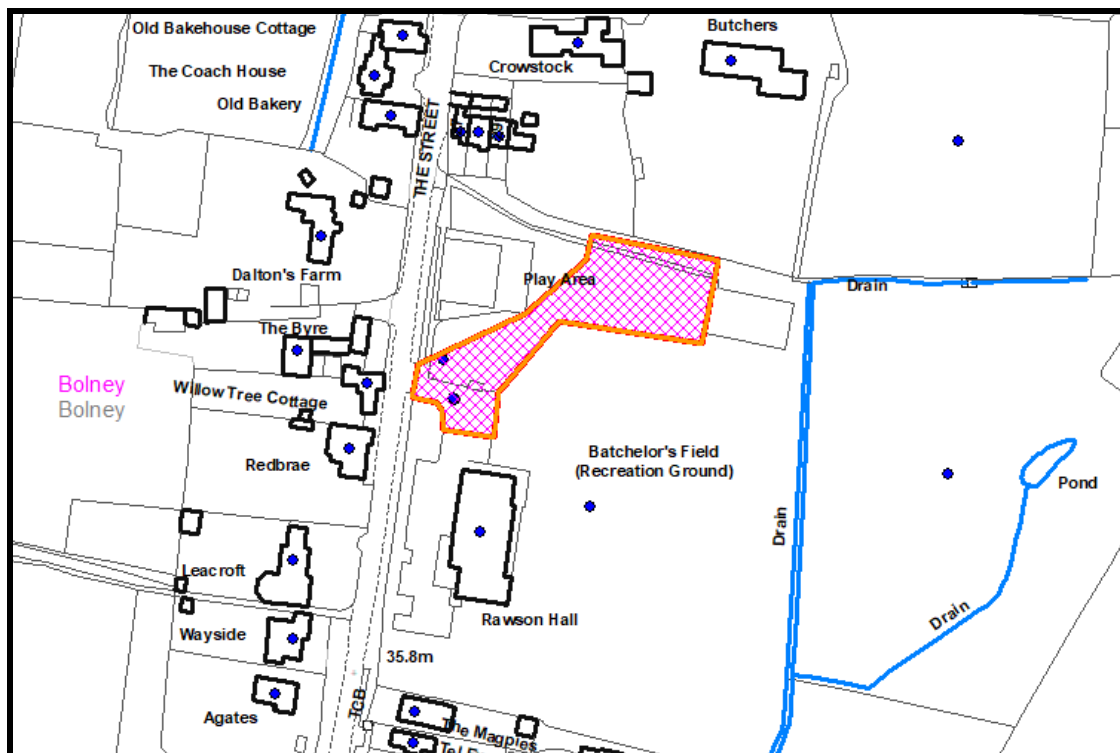 Old Bakehouse Cottage
Butchers
The Coach House
Crowstock
Old Bakery
THE STREET
Dalton's Farm
Play Area
Drain
The Byre
Bolney
Bolney
Willow Tree Cottage
Redbrae
Batchelor's Field
(Recreation Ground)
Pond
Drain
Leacroft
Drain
Wayside
Rawson Hall
35.8m
Agates
TCB
The Magpies